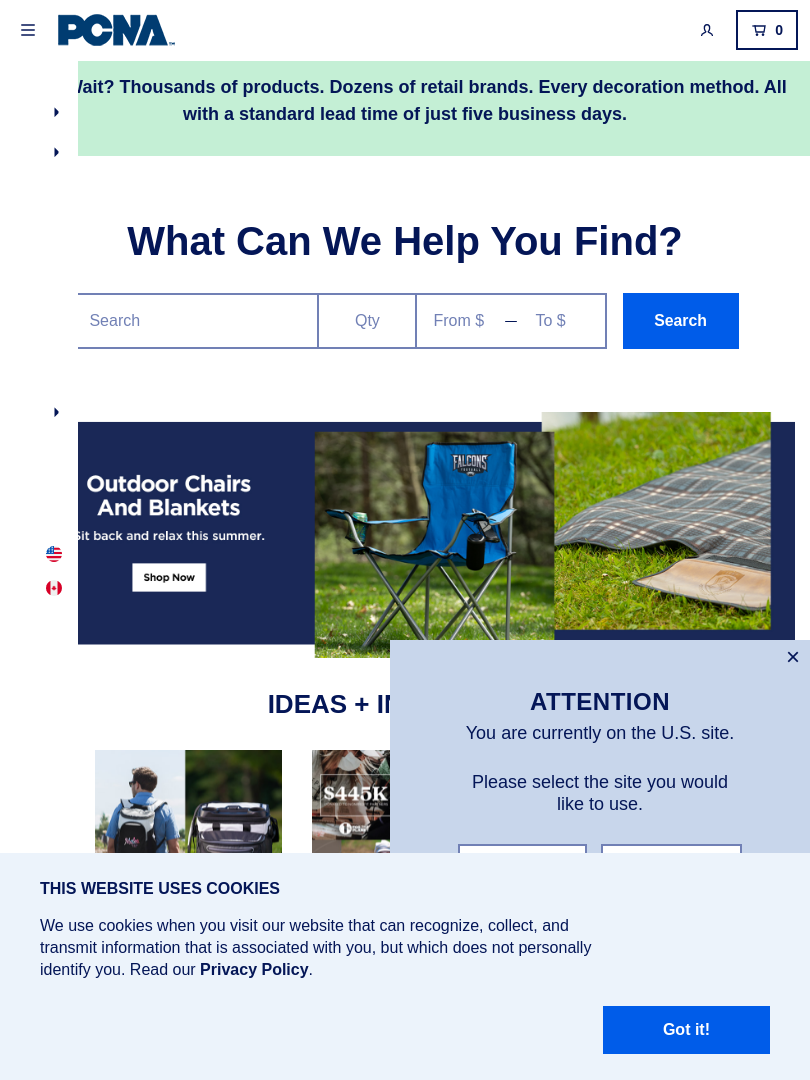 PCNA
0
Wait? Thousands of products. Dozens of retail brands. Every decoration method. All
with a standard lead time of just five business days.
What Can We Help You Find?
Search
Qty
From $ — To $
Search
Outdoor Chairs
And Blankets
Sit back and relax this summer.
Shop Now
FALCONS
IDEAS +
$445K
×
ATTENTION
You are currently on the U.S. site.
Please select the site you would
like to use.
THIS WEBSITE USES COOKIES
We use cookies when you visit our website that can recognize, collect, and
transmit information that is associated with you, but which does not personally
identify you. Read our Privacy Policy.
Got it!